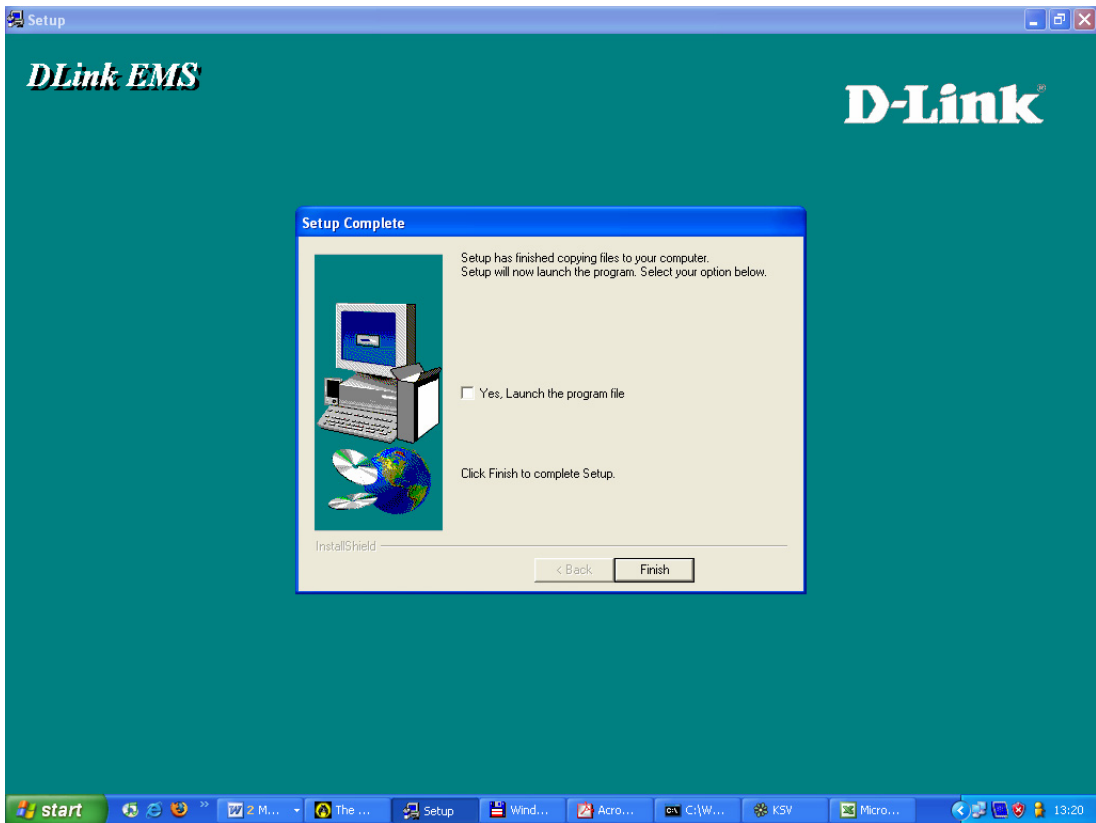 Setup
DLink EMS
D-Link®
Setup Complete
Setup has finished copying files to your computer.
Setup will now launch the program. Select your option below.
Yes, Launch the program file
Click Finish to complete Setup.
InstallShield
< Back
Finish
start
»
2 M...
The ...
Setup
Wind...
Acro...
C:\W...
KSV
Micro...
13:20